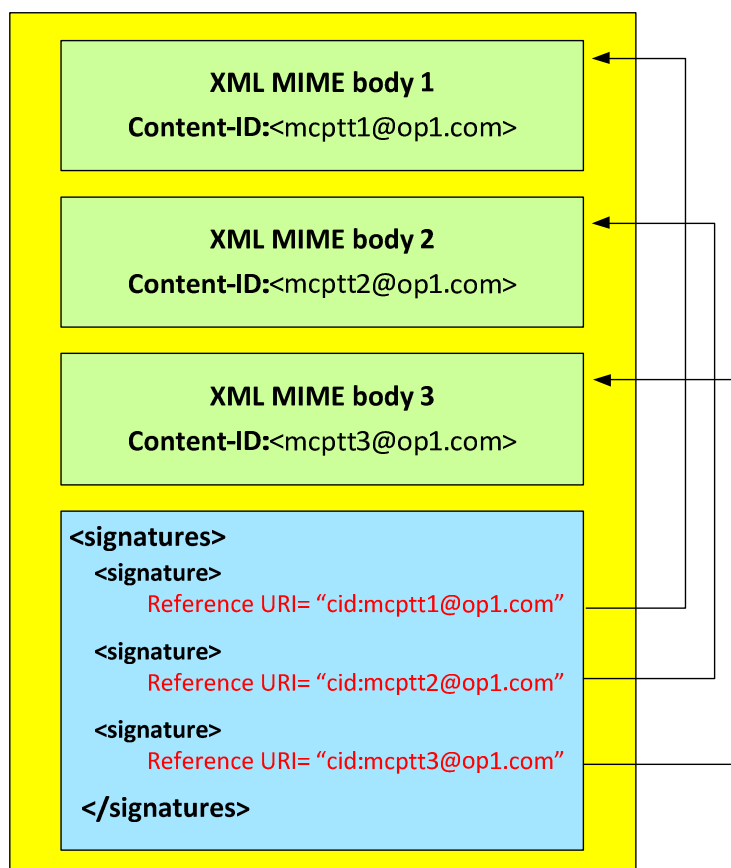 XML MIME body 1
Content-ID:<mcptt1@op1.com>
XML MIME body 2
Content-ID:<mcptt2@op1.com>
XML MIME body 3
Content-ID:<mcptt3@op1.com>
<signatures>
<signature>
Reference URI= “cid:mcptt1@op1.com”
<signature>
Reference URI= “cid:mcptt2@op1.com”
<signature>
Reference URI= “cid:mcptt3@op1.com”
</signatures>